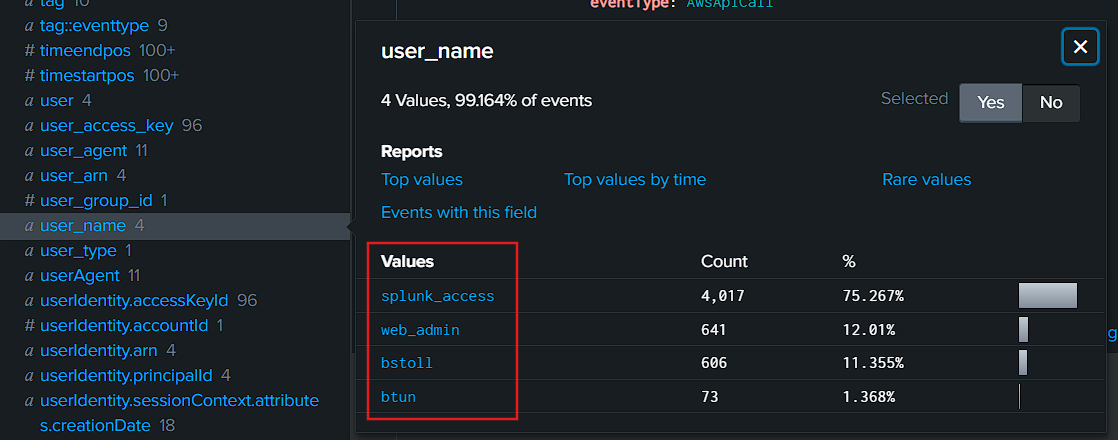 a tag 10
a tag::eventtype 9
# timeendpos 100+
# timestartpos 100+
a user 4
a user_access_key 96
a user_agent 11
a user_arn 4
# user_group_id 1
a user_name 4
a user_type 1
a userAgent 11
a userIdentity.accessKeyId 96
# userIdentity.accountId 1
a userIdentity.arn 4
a userIdentity.principalId 4
a userIdentity.sessionContext.attribute
s.creationDate 18
eventType: AwsApiCall
user_name
4 Values, 99.164% of events
Selected Yes No
Reports
Top values Top values by time Rare values
Events with this field
Values Count %
splunk_access 4,017 75.267%
web_admin 641 12.01%
bstoll 606 11.355%
btun 73 1.368%